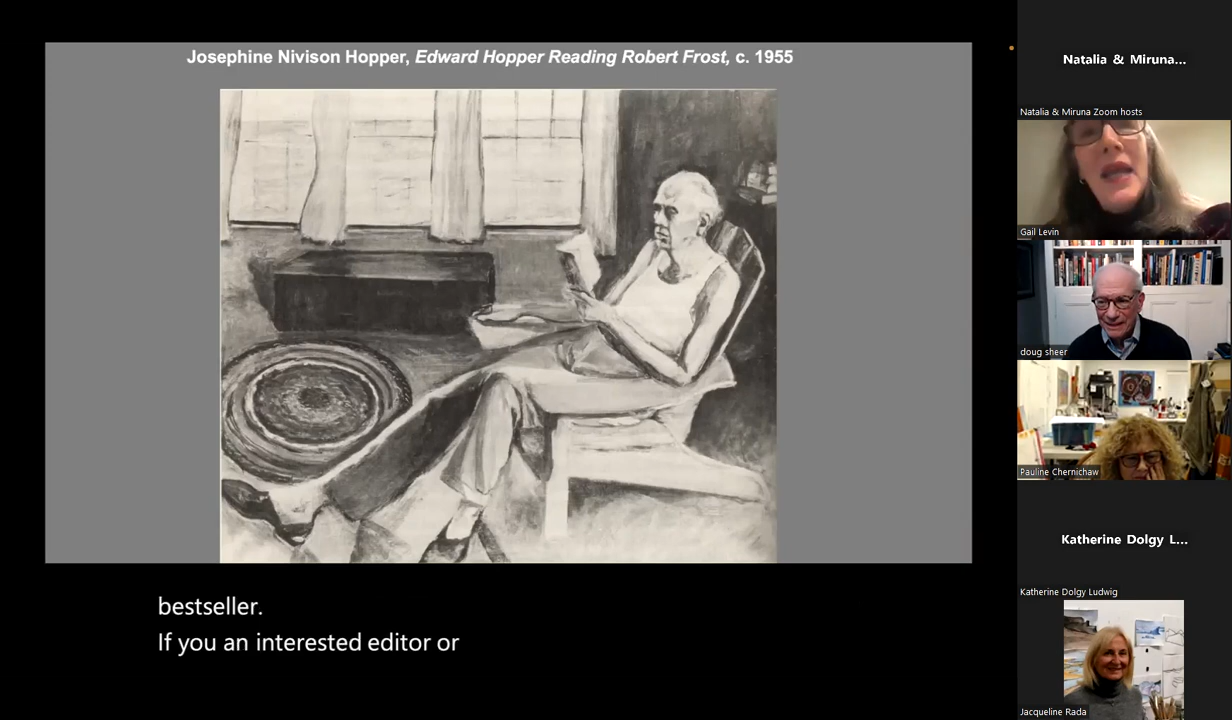 Josephine Nivison Hopper, Edward Hopper Reading Robert Frost, c. 1955
bestseller.
If you an interested editor or
Natalia & Miruna...
Natalia & Miruna Zoom hosts
Gail Levin
doug sheer
Pauline Chernichaw
Katherine Dolgy L...
Katherine Dolgy Ludwig
Jacqueline Rada